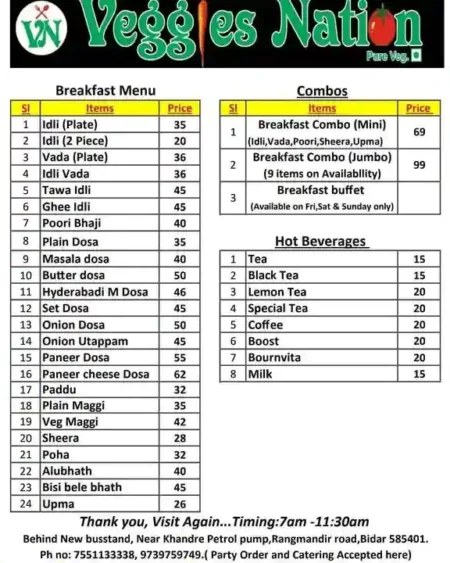 VN Veggies Nation
Pure Veg.
Breakfast Menu
Sl Items Price
1 Idli (Plate) 35
2 Idli (2 Piece) 20
3 Vada (Plate) 36
4 Idli Vada 36
5 Tawa Idli 45
6 Ghee Idli 45
7 Poori Bhaji 40
8 Plain Dosa 35
9 Masala dosa 40
10 Butter dosa 50
11 Hyderabadi M Dosa 46
12 Set Dosa 45
13 Onion Dosa 50
14 Onion Utappam 45
15 Paneer Dosa 55
16 Paneer cheese Dosa 62
17 Paddu 32
18 Plain Maggi 35
19 Veg Maggi 42
20 Sheera 28
21 Poha 32
22 Alubhath 40
23 Bisi bele bhath 45
24 Upma 26
Combos
Sl Items Price
1 Breakfast Combo (Mini) 69
(Idli,Vada,Poori,Sheera,Upma)
2 Breakfast Combo (Jumbo) 99
(9 items on Availabllity)
3 Breakfast buffet
(Available on Fri,Sat & Sunday only)
Hot Beverages
1 Tea 15
2 Black Tea 15
3 Lemon Tea 20
4 Special Tea 20
5 Coffee 20
6 Boost 20
7 Bournvita 20
8 Milk 15
Thank you, Visit Again...Timing:7am -11:30am
Behind New busstand, Near Khandre Petrol pump,Rangmandir road,Bidar 585401.
Ph no: 7551133338, 9739759749.( Party Order and Catering Accepted here)